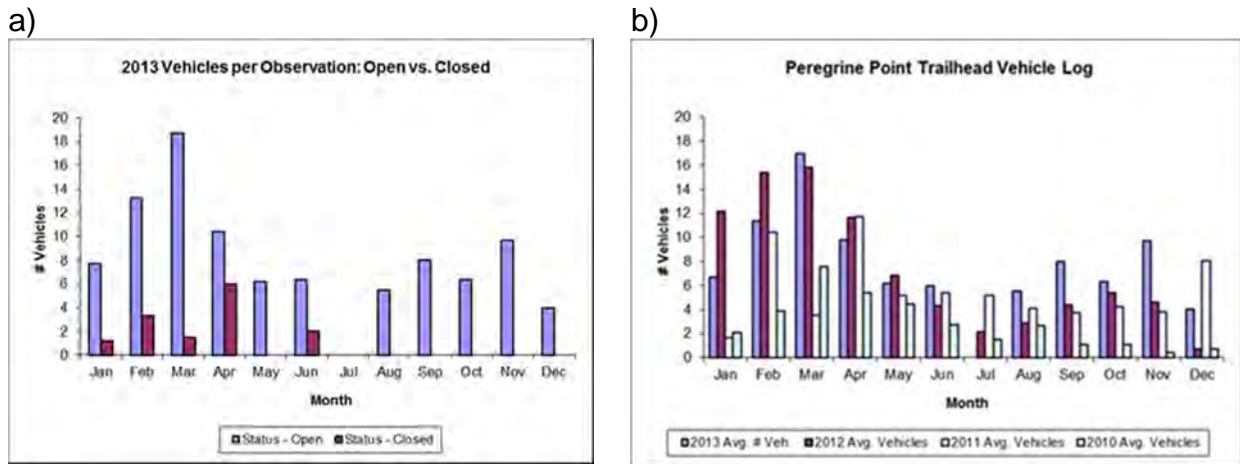 a)
2013 Vehicles per Observation: Open vs. Closed
# Vehicles
20
18
16
14
12
10
8
6
4
2
0
Jan Feb Mar Apr May Jun Jul Aug Sep Oct Nov Dec
Month
Status - Open Status - Closed
b)
Peregrine Point Trailhead Vehicle Log
# Vehicles
20
18
16
14
12
10
8
6
4
2
0
Jan Feb Mar Apr May Jun Jul Aug Sep Oct Nov Dec
Month
2013 Avg. # Veh. 2012 Avg. Vehicles 2011 Avg. Vehicles 2010 Avg. Vehicles